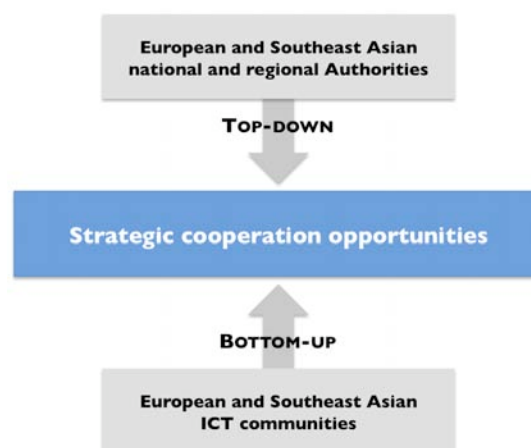 European and Southeast Asian
national and regional Authorities
TOP-DOWN
Strategic cooperation opportunities
BOTTOM-UP
European and Southeast Asian
ICT communities